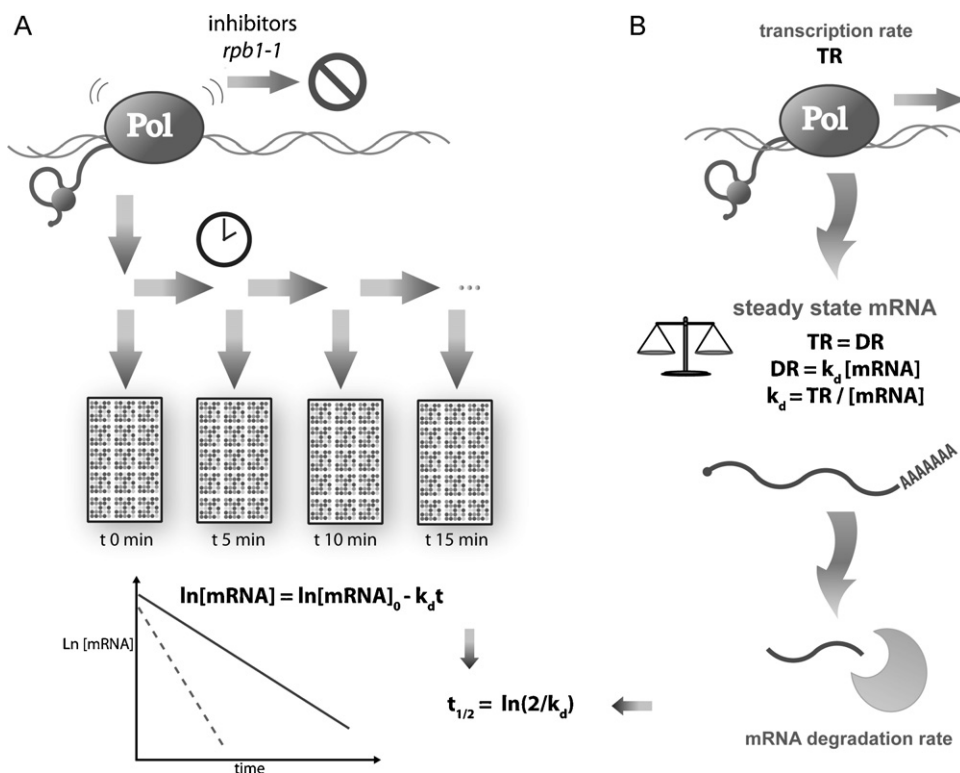 A
inhibitors
rpb1-1
Pol
...
t 0 min
t 5 min
t 10 min
t 15 min
ln[mRNA] = ln[mRNA]₀ - k_d t
Ln [mRNA]
time
t₁/₂ = ln(2/k_d)
B
transcription rate
TR
Pol
steady state mRNA
TR = DR
DR = k_d [mRNA]
k_d = TR / [mRNA]
AAAAAAA
mRNA degradation rate